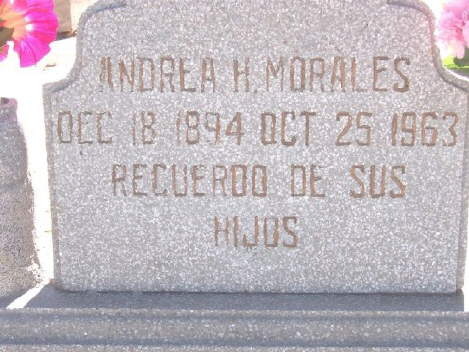 ANDREA H. MORALES
DEC 18 1894 OCT 25 1963
RECUERDO DE SUS
HIJOS